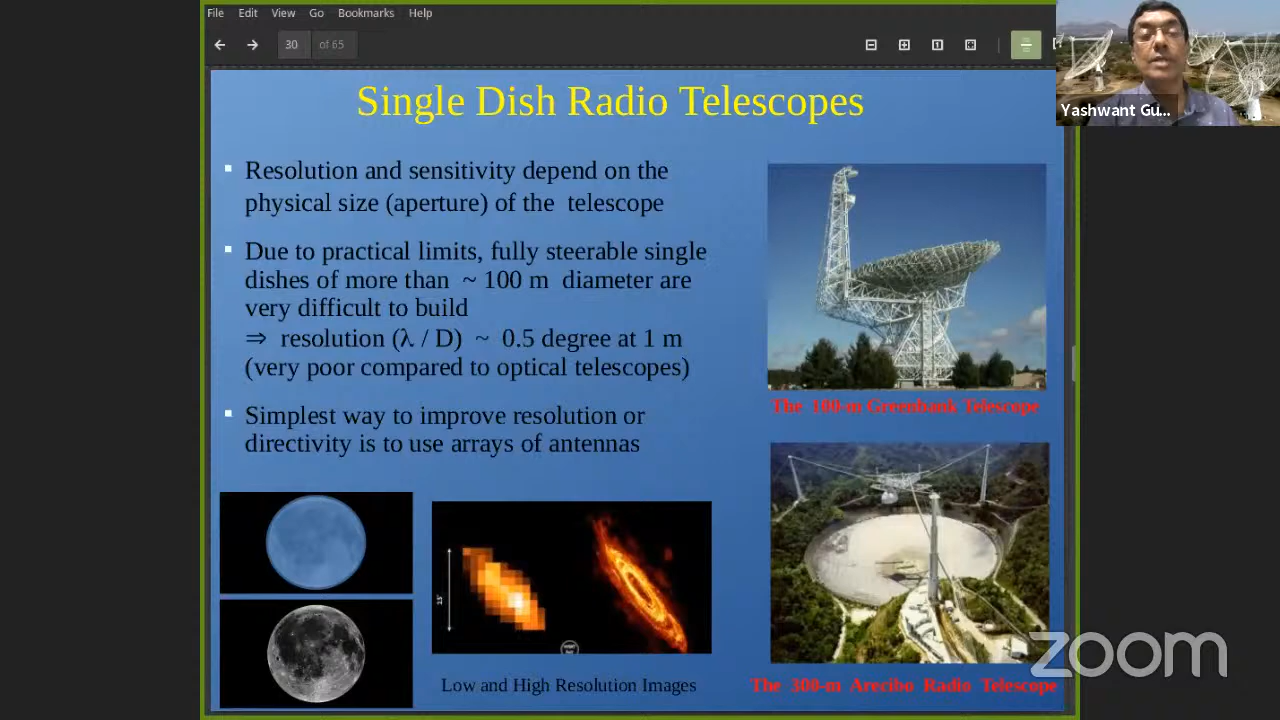 File Edit View Go Bookmarks Help
30 of 65
Yashwant Gu...
Single Dish Radio Telescopes
Resolution and sensitivity depend on the
physical size (aperture) of the telescope
Due to practical limits, fully steerable single
dishes of more than ~ 100 m diameter are
very difficult to build
⇒ resolution (λ / D) ~ 0.5 degree at 1 m
(very poor compared to optical telescopes)
Simplest way to improve resolution or
directivity is to use arrays of antennas
The 100-m Greenbank Telescope
Low and High Resolution Images
The 300-m Arecibo Radio Telescope
zoom